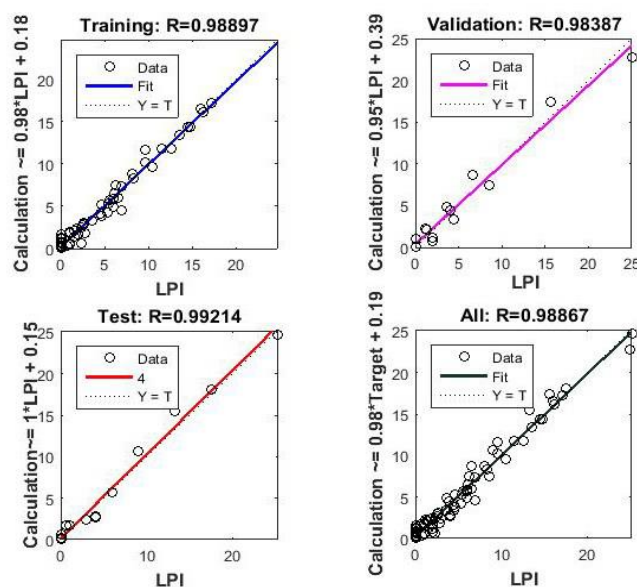 Training: R=0.98897
Calculation ~= 0.98*LPI + 0.18
Data
Fit
Y = T
20
15
10
5
0
0 5 10 15 20
LPI
Validation: R=0.98387
Calculation ~= 0.95*LPI + 0.39
Data
Fit
Y = T
25
20
15
10
5
0
0 5 10 15 20 25
LPI
Test: R=0.99214
Calculation~= 1*LPI + 0.15
Data
4
Y = T
25
20
15
10
5
0
0 10 20
LPI
All: R=0.98867
Calculation ~= 0.98*Target + 0.19
Data
Fit
Y = T
25
20
15
10
5
0
0 5 10 15 20
LPI